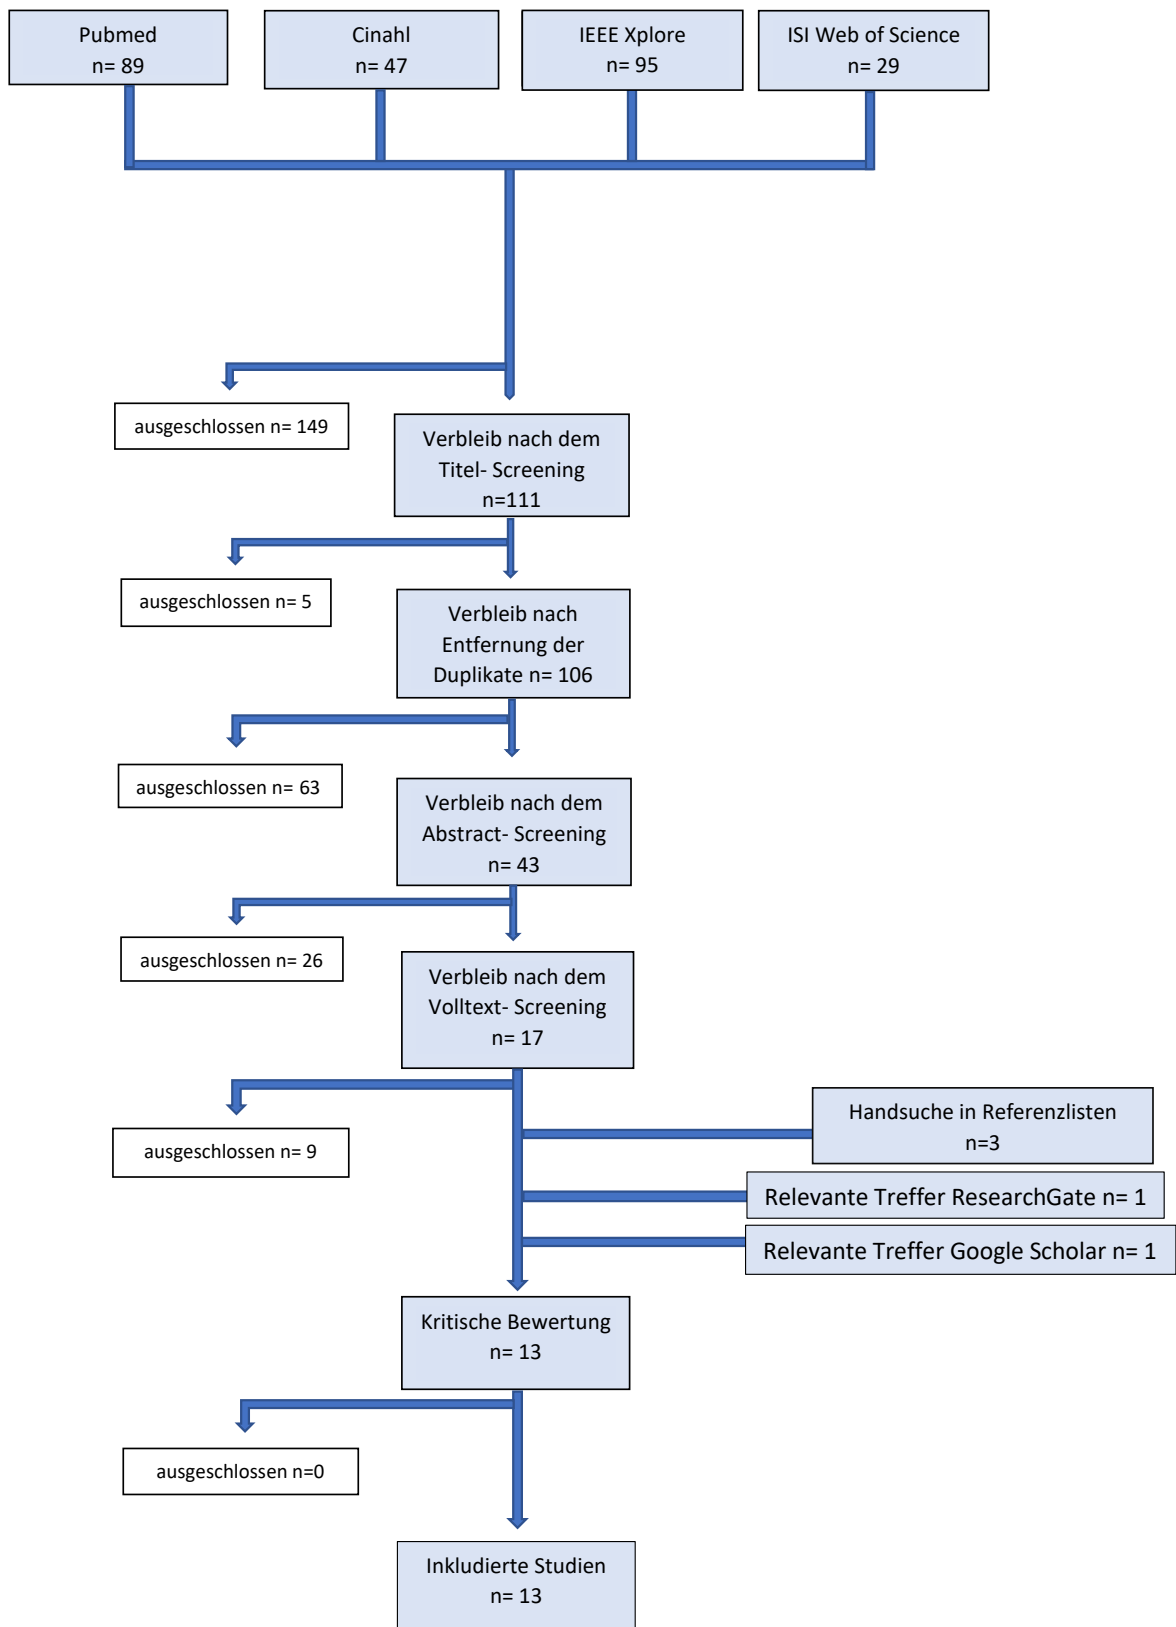 Pubmed
n= 89
Cinahl
n= 47
IEEE Xplore
n= 95
ISI Web of Science
n= 29
ausgeschlossen n= 149
Verbleib nach dem
Titel- Screening
n=111
ausgeschlossen n= 5
Verbleib nach
Entfernung der
Duplikate n= 106
ausgeschlossen n= 63
Verbleib nach dem
Abstract- Screening
n= 43
ausgeschlossen n= 26
Verbleib nach dem
Volltext- Screening
n= 17
ausgeschlossen n= 9
Handsuche in Referenzlisten
n=3
Relevante Treffer ResearchGate n= 1
Relevante Treffer Google Scholar n= 1
Kritische Bewertung
n= 13
ausgeschlossen n=0
Inkludierte Studien
n= 13